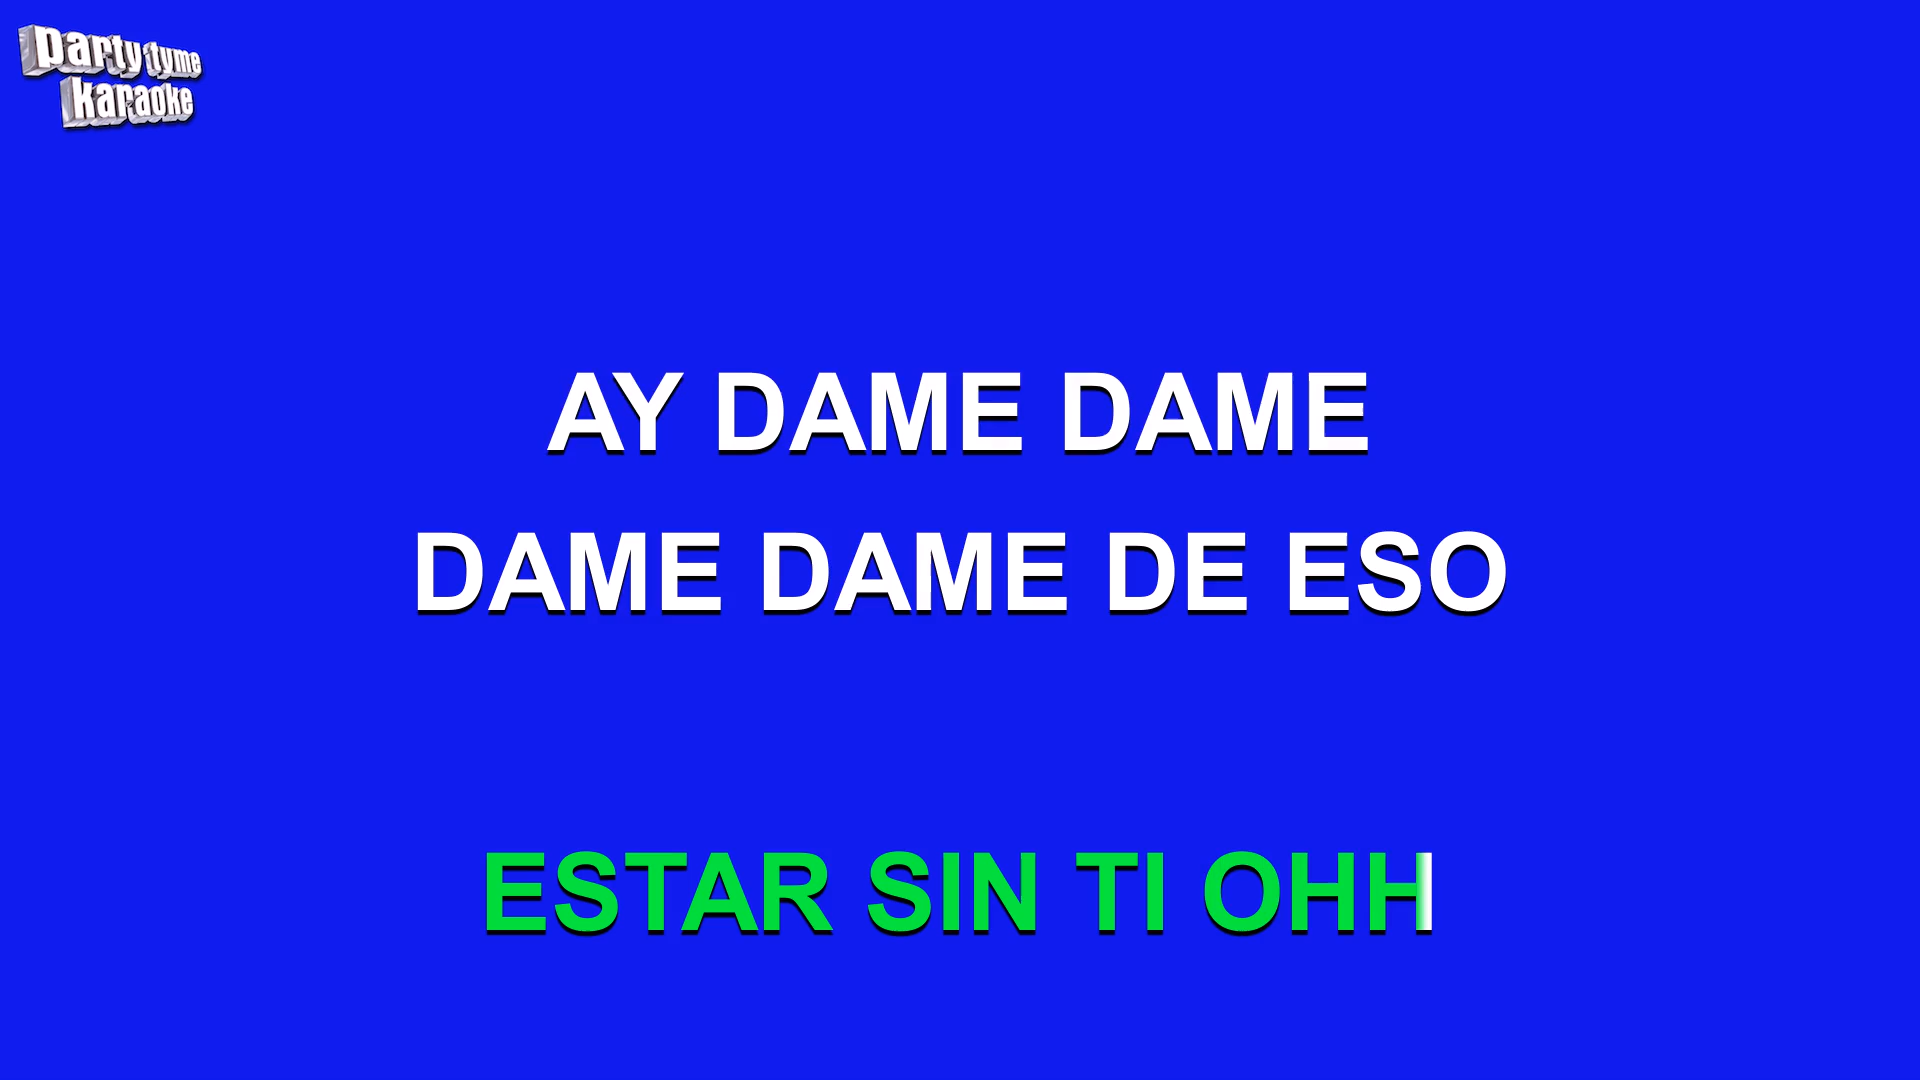 party tyme
karaoke
AY DAME DAME
DAME DAME DE ESO
ESTAR SIN TI OHH